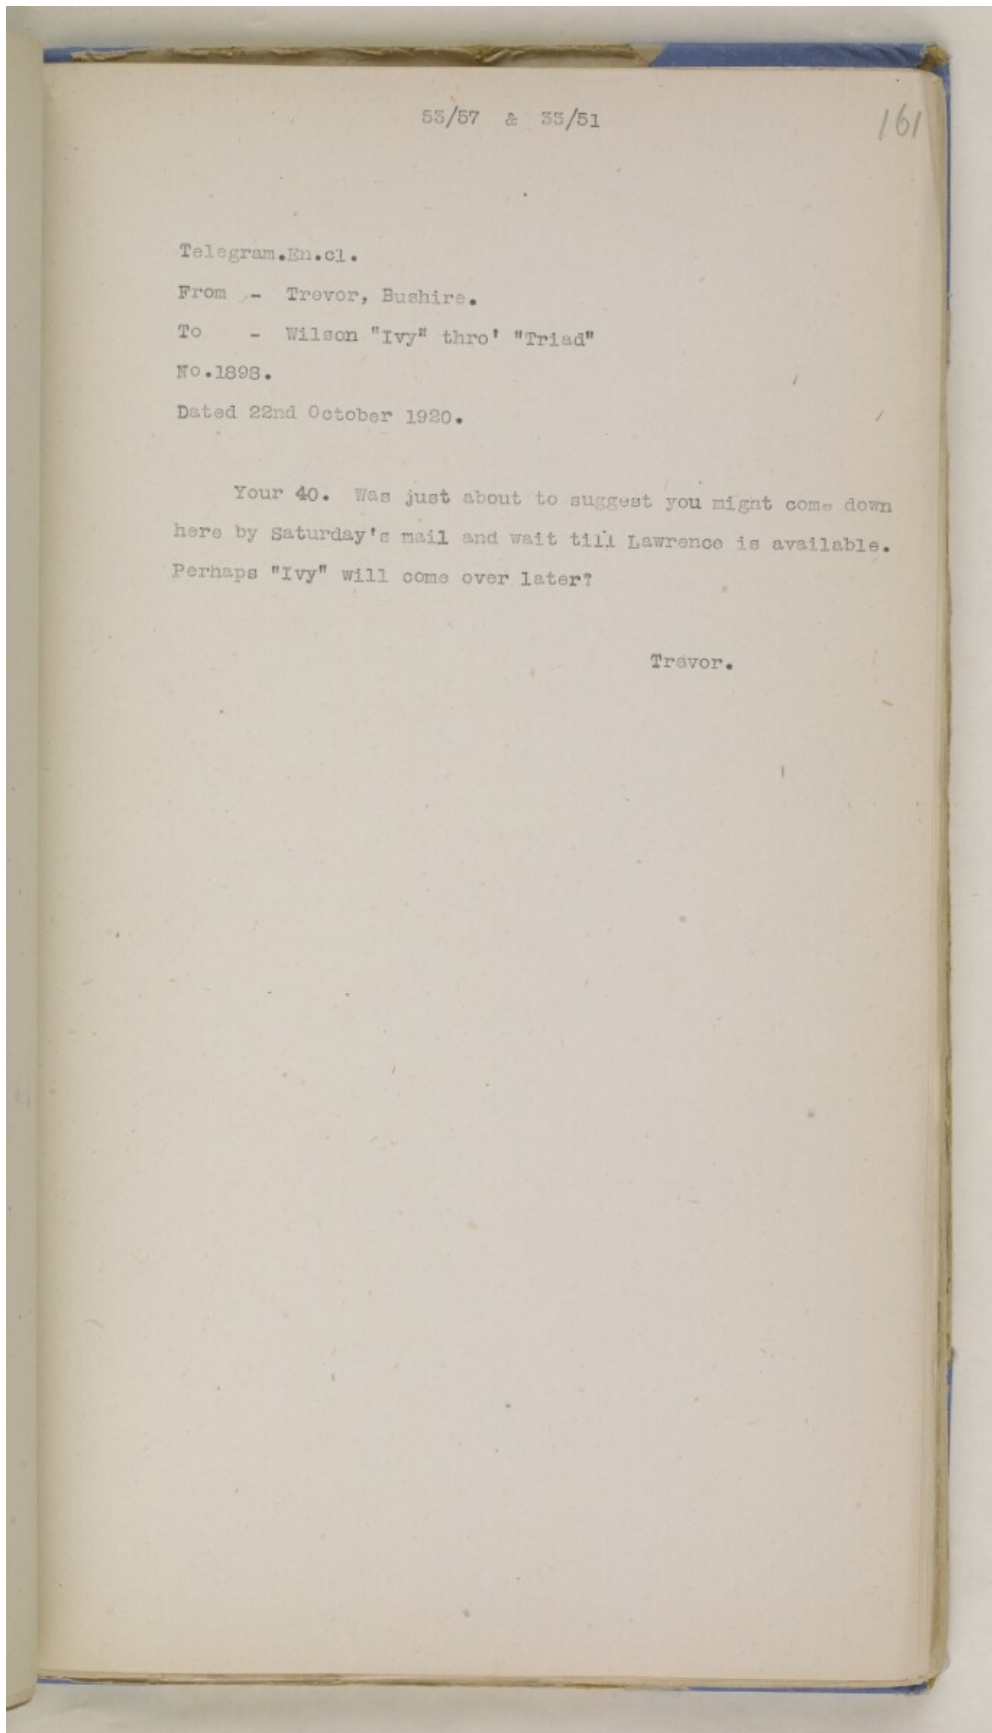 53/57 & 33/51
161
Telegram.En.cl.
From - Trevor, Bushire.
To - Wilson "Ivy" thro' "Triad"
No.1898.
Dated 22nd October 1920.
Your 40. Was just about to suggest you might come down
here by Saturday's mail and wait till Lawrence is available.
Perhaps "Ivy" will come over later?
Trevor.